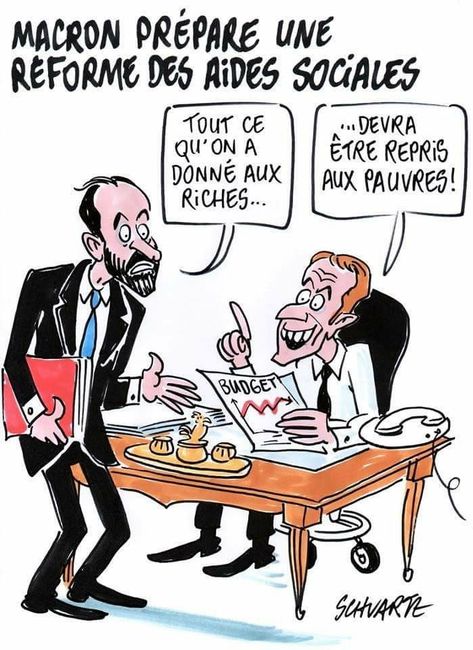 MACRON PRÉPARE UNE
RÉFORME DES AIDES SOCIALES
TOUT CE
QU'ON A
DONNÉ AUX
RICHES...
...DEVRA
ÊTRE REPRIS
AUX PAUVRES!
BUDGET
SCHVARTZ